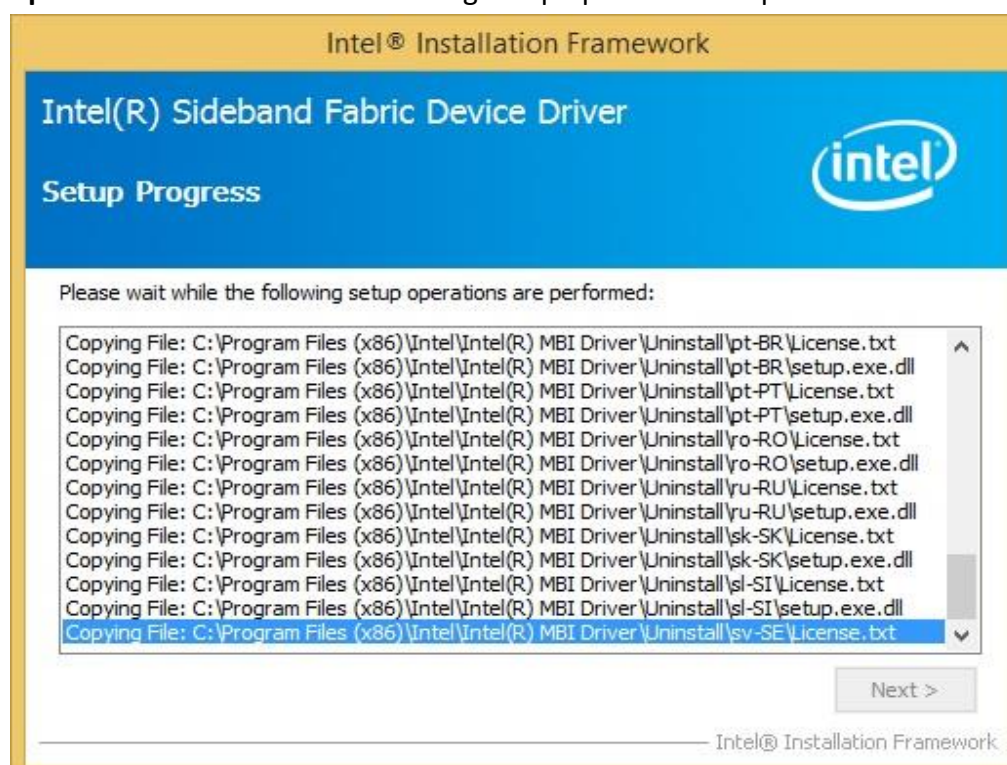 Intel® Installation Framework
Intel(R) Sideband Fabric Device Driver
intel
Setup Progress
Please wait while the following setup operations are performed:
Copying File: C:\Program Files (x86)\Intel\Intel(R) MBI Driver\Uninstall\pt-BR\License.txt
Copying File: C:\Program Files (x86)\Intel\Intel(R) MBI Driver\Uninstall\pt-BR\setup.exe.dll
Copying File: C:\Program Files (x86)\Intel\Intel(R) MBI Driver\Uninstall\pt-PT\License.txt
Copying File: C:\Program Files (x86)\Intel\Intel(R) MBI Driver\Uninstall\pt-PT\setup.exe.dll
Copying File: C:\Program Files (x86)\Intel\Intel(R) MBI Driver\Uninstall\ro-RO\License.txt
Copying File: C:\Program Files (x86)\Intel\Intel(R) MBI Driver\Uninstall\ro-RO\setup.exe.dll
Copying File: C:\Program Files (x86)\Intel\Intel(R) MBI Driver\Uninstall\ru-RU\License.txt
Copying File: C:\Program Files (x86)\Intel\Intel(R) MBI Driver\Uninstall\ru-RU\setup.exe.dll
Copying File: C:\Program Files (x86)\Intel\Intel(R) MBI Driver\Uninstall\sk-SK\License.txt
Copying File: C:\Program Files (x86)\Intel\Intel(R) MBI Driver\Uninstall\sk-SK\setup.exe.dll
Copying File: C:\Program Files (x86)\Intel\Intel(R) MBI Driver\Uninstall\sl-SI\License.txt
Copying File: C:\Program Files (x86)\Intel\Intel(R) MBI Driver\Uninstall\sl-SI\setup.exe.dll
Copying File: C:\Program Files (x86)\Intel\Intel(R) MBI Driver\Uninstall\sv-SE\License.txt
Next >
Intel® Installation Framework